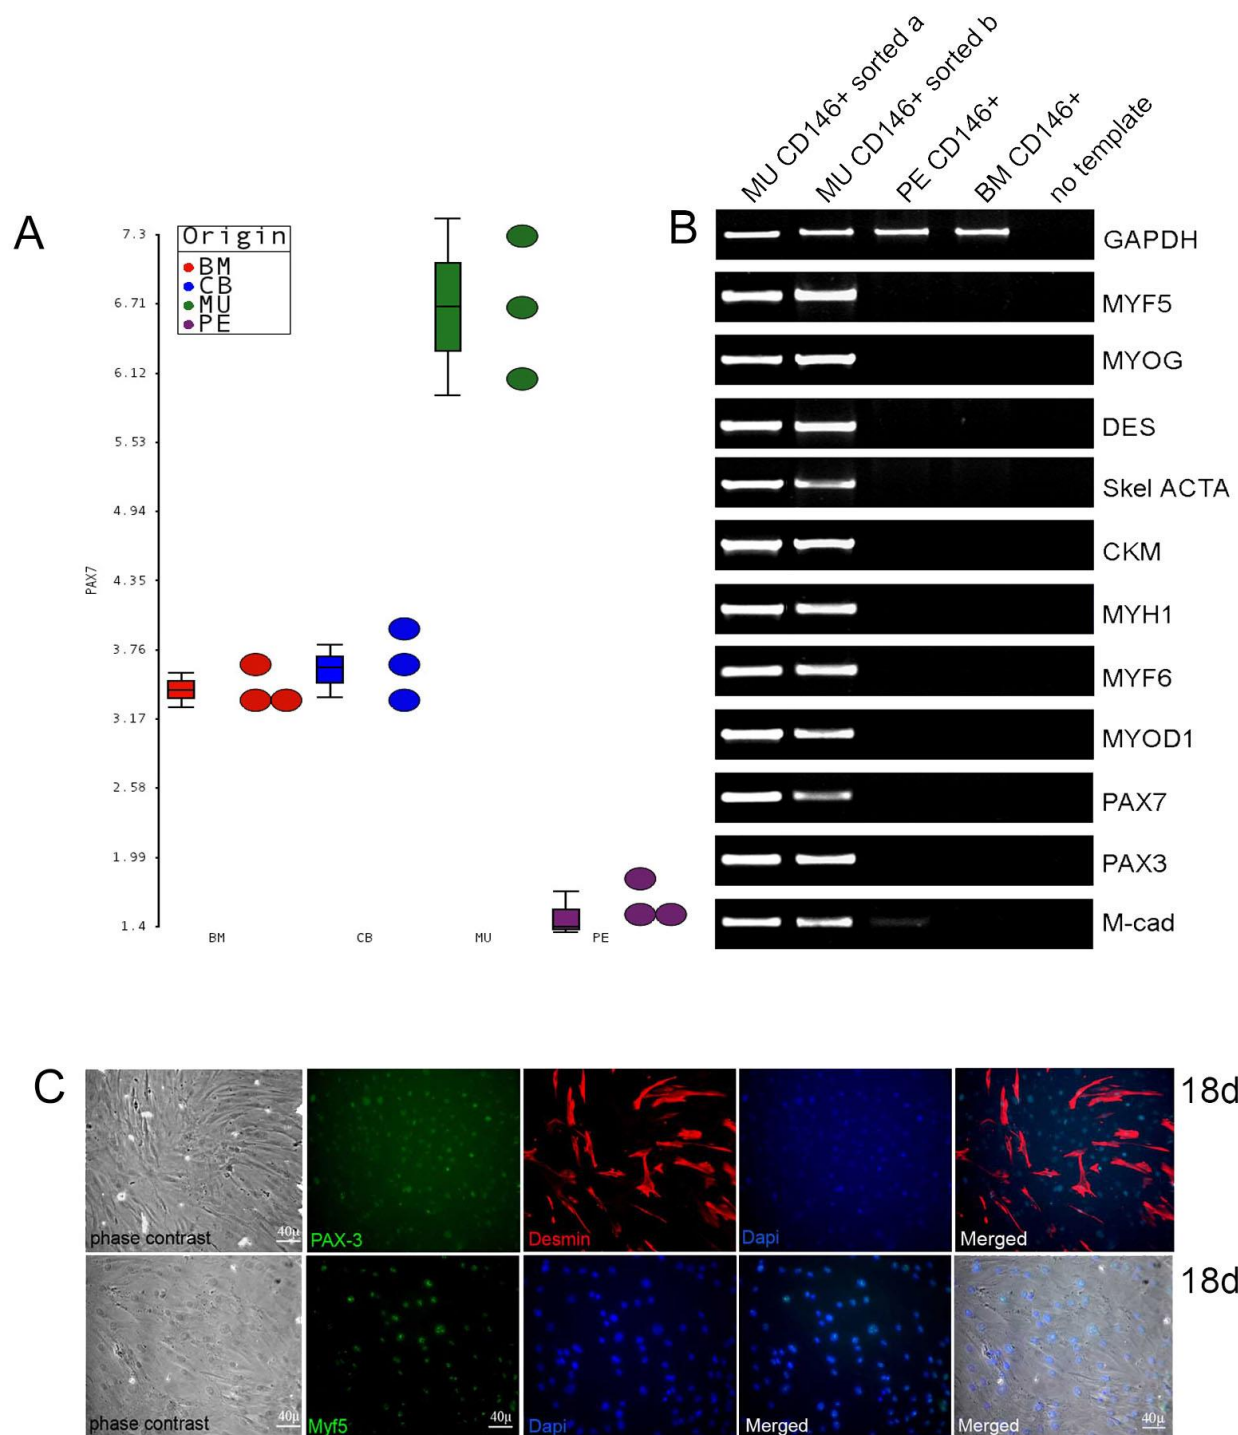 MU CD146+ sorted a
MU CD146+ sorted b
PE CD146+
BM CD146+
no template
A
B
Origin
BM
CB
MU
PE
7.3
6.71
6.12
5.53
4.94
4.35
3.76
3.17
2.58
1.99
1.4
PAX7
BM
CB
MU
PE
GAPDH
MYF5
MYOG
DES
Skel ACTA
CKM
MYH1
MYF6
MYOD1
PAX7
PAX3
M-cad
C
phase contrast
40µ
PAX-3
Desmin
Dapi
Merged
40µ
18d
phase contrast
40µ
Myf5
40µ
Dapi
Merged
Merged
40µ
18d